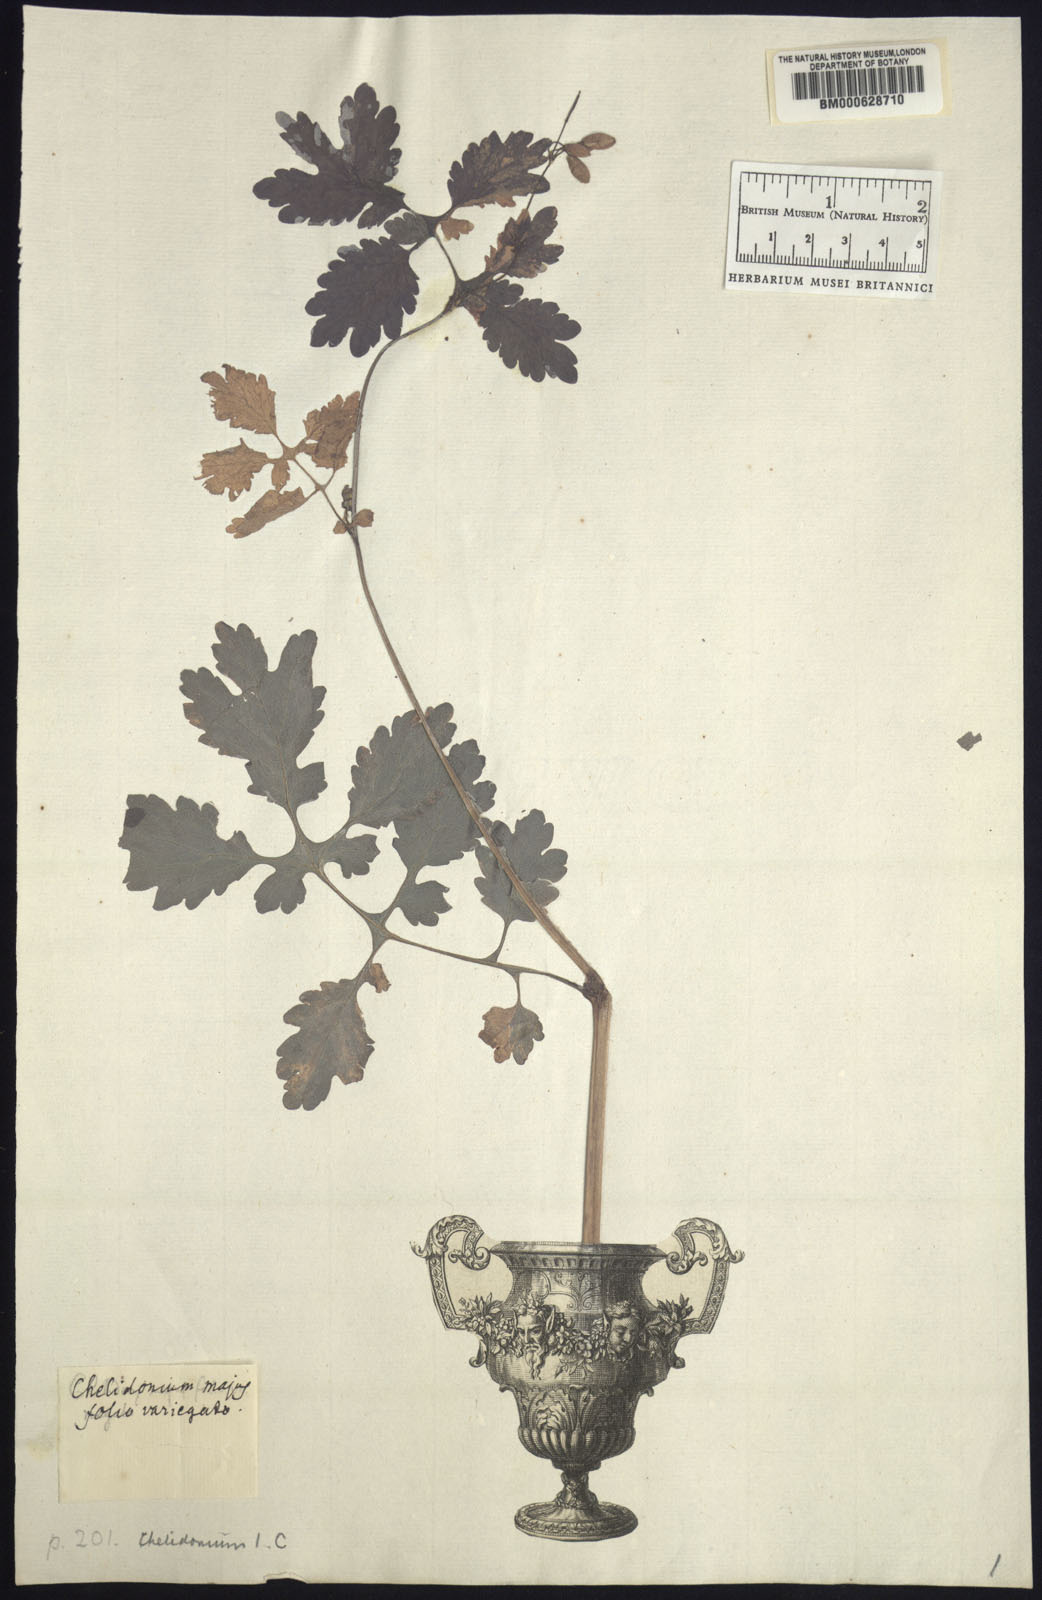 THE NATURAL HISTORY MUSEUM, LONDON
DEPARTMENT OF BOTANY
BM000628710
1 2
BRITISH MUSEUM (NATURAL HISTORY)
1 2 3 4 5
HERBARIUM MUSEI BRITANNICI
Chelidonium majus
folio variegato.
p. 201. Chelidonium 1. C
1